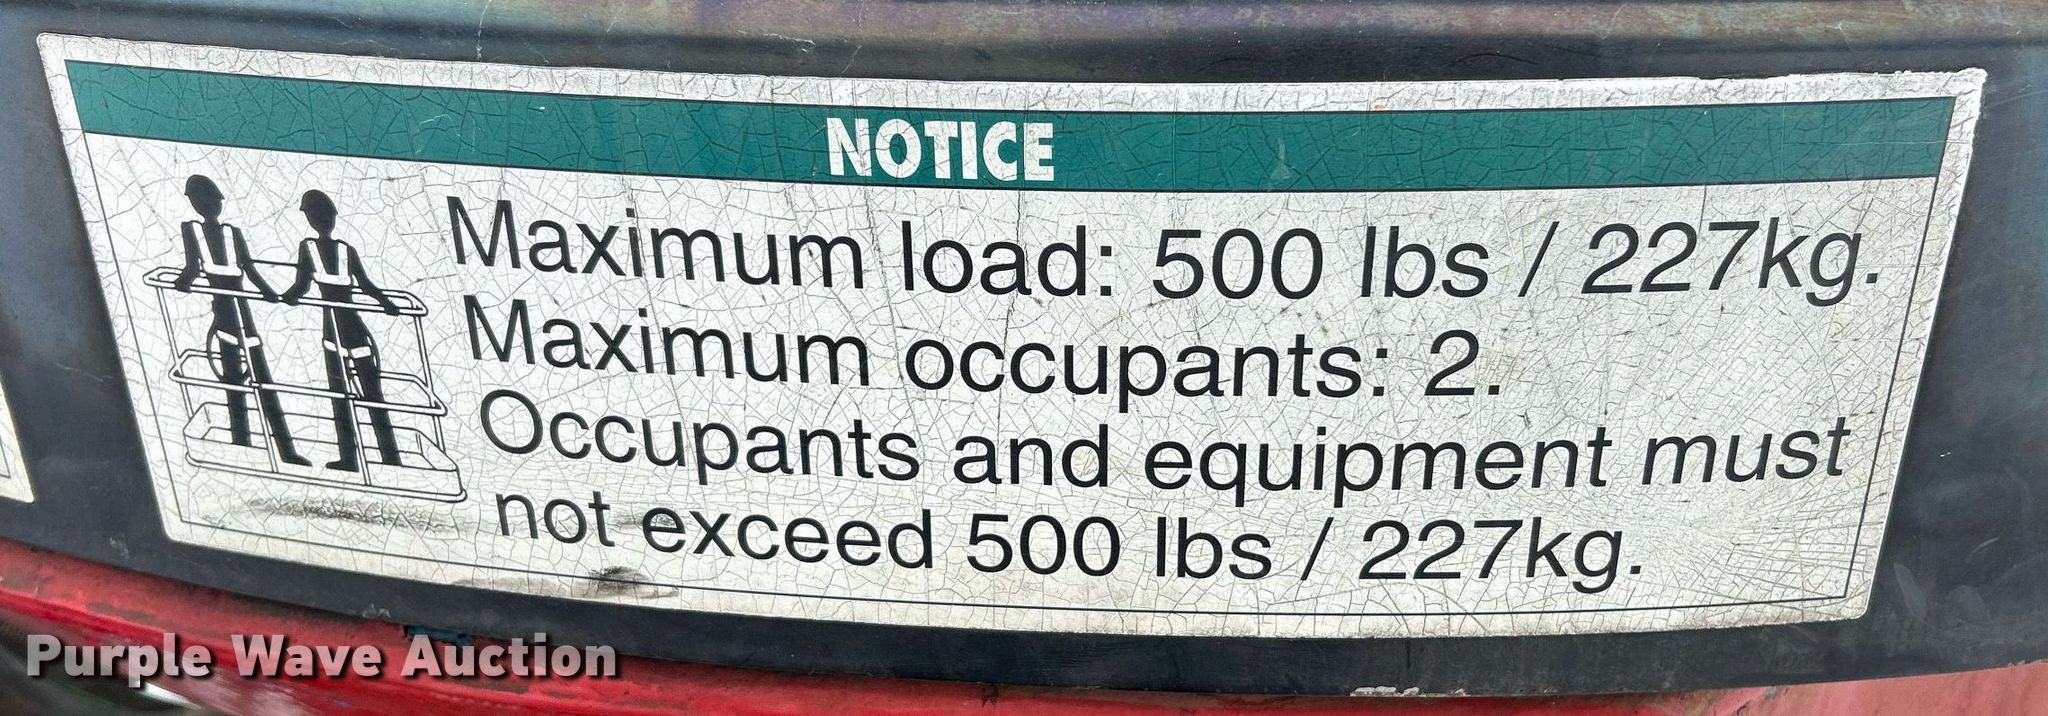 NOTICE
Maximum load: 500 lbs / 227kg.
Maximum occupants: 2.
Occupants and equipment must
not exceed 500 lbs / 227kg.
Purple Wave Auction